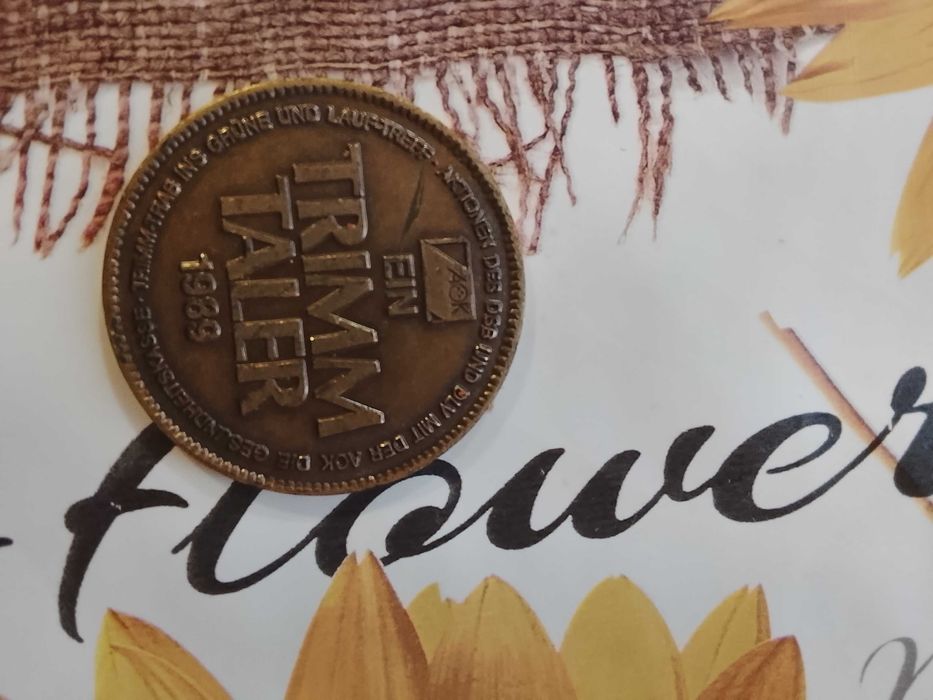 AOK
EIN
TRIMM
TALER
1989
AKTIONEN DES DSB UND DLV MIT DER AOK DIE GESUNDHEITSKASSE · TRIMM-TRAB INS GRÜNE UND LAUF-TREFF ·
flower